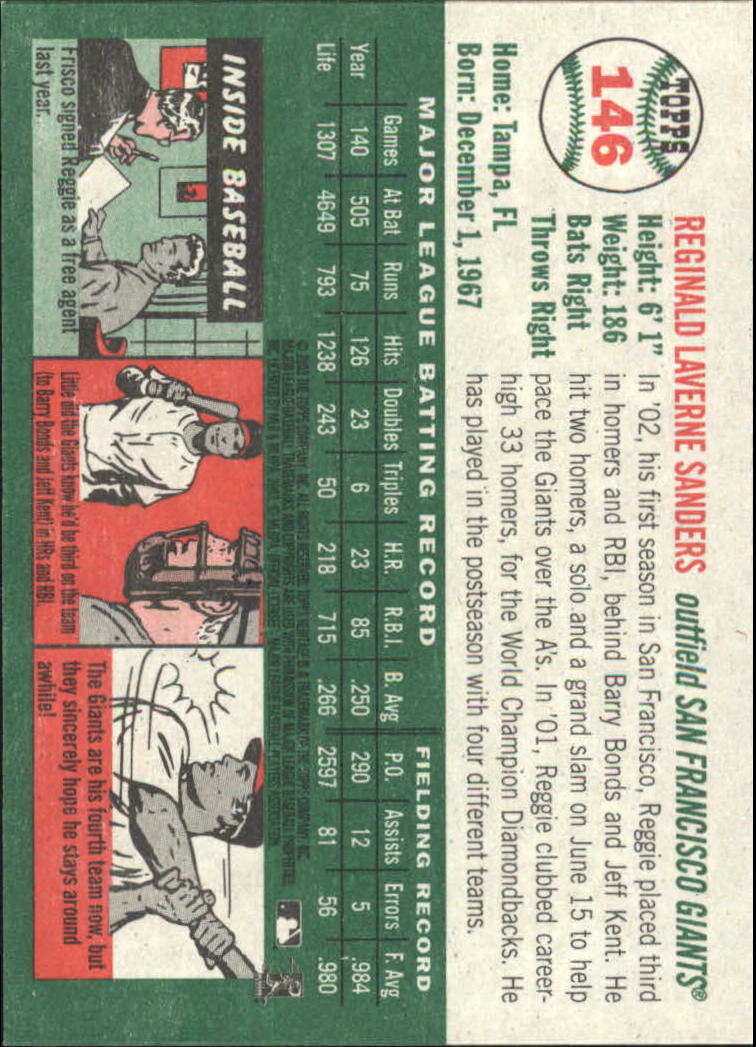 TOPPS
146
REGINALD LAVERNE SANDERS outfield SAN FRANCISCO GIANTS®
Height: 6' 1"
Weight: 186
Bats Right
Throws Right
Home: Tampa, FL
Born: December 1, 1967
In '02, his first season in San Francisco, Reggie placed third
in homers and RBI, behind Barry Bonds and Jeff Kent. He
hit two homers, a solo and a grand slam on June 15 to help
pace the Giants over the A's. In '01, Reggie clubbed career-
high 33 homers, for the World Champion Diamondbacks. He
has played in the postseason with four different teams.
MAJOR LEAGUE BATTING RECORD FIELDING RECORD
Year Games At Bat Runs Hits Doubles Triples H.R. R.B.I. B. Avg P.O. Assists Errors F. Avg
140 505 75 126 23 6 23 85 .250 290 12 5 .984
Life 1307 4649 793 1238 243 50 218 715 .266 2597 81 56 .980
© 2003 THE TOPPS COMPANY, INC. ALL RIGHTS RESERVED.
INSIDE BASEBALL
Frisco signed Reggie as a free agent
last year.
Little did the Giants know he'd be third on the team
(to Barry Bonds and Jeff Kent) in HRs and RBI.
The Giants are his fourth team now, but
they sincerely hope he stays around
awhile!